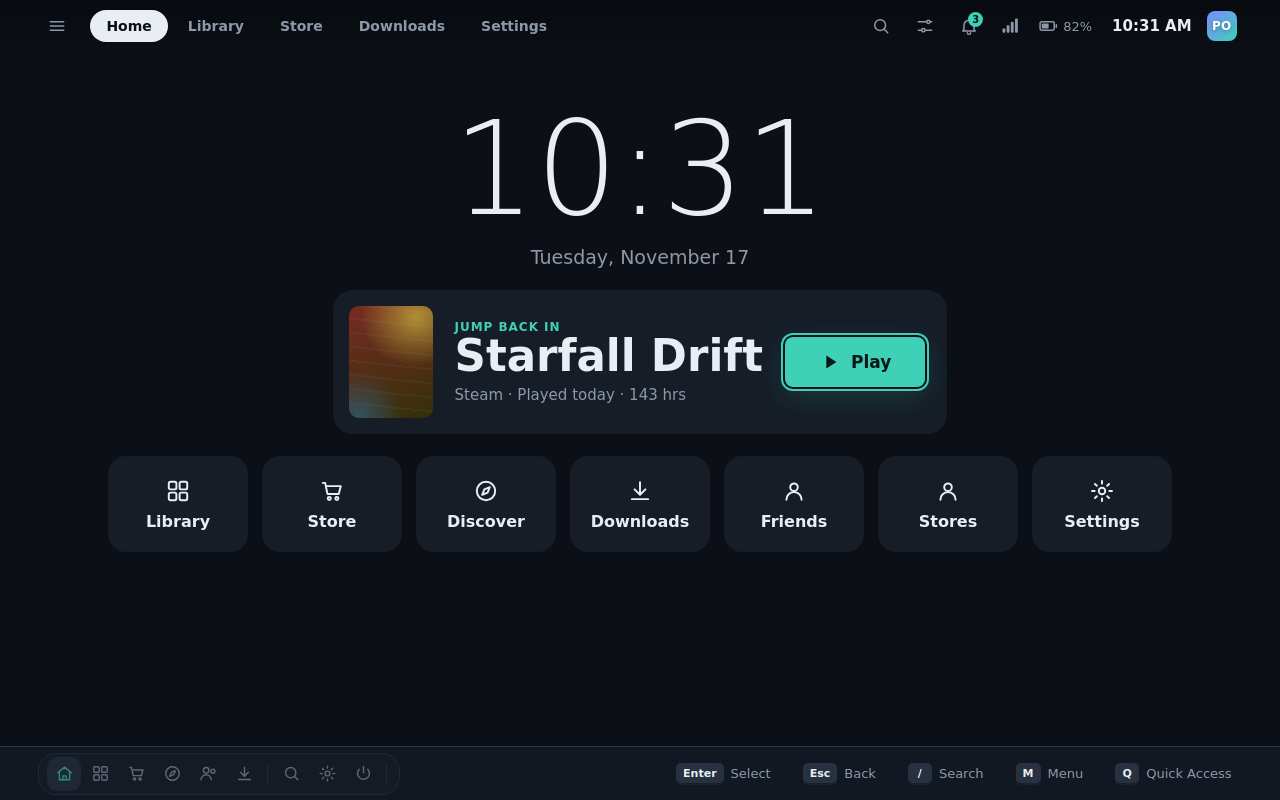 Home Library Store Downloads Settings 3 82% 10:31 AM PO
10:31
Tuesday, November 17
JUMP BACK IN
Starfall Drift
Steam · Played today · 143 hrs
Play
Library Store Discover Downloads Friends Stores Settings
Enter Select Esc Back / Search M Menu Q Quick Access